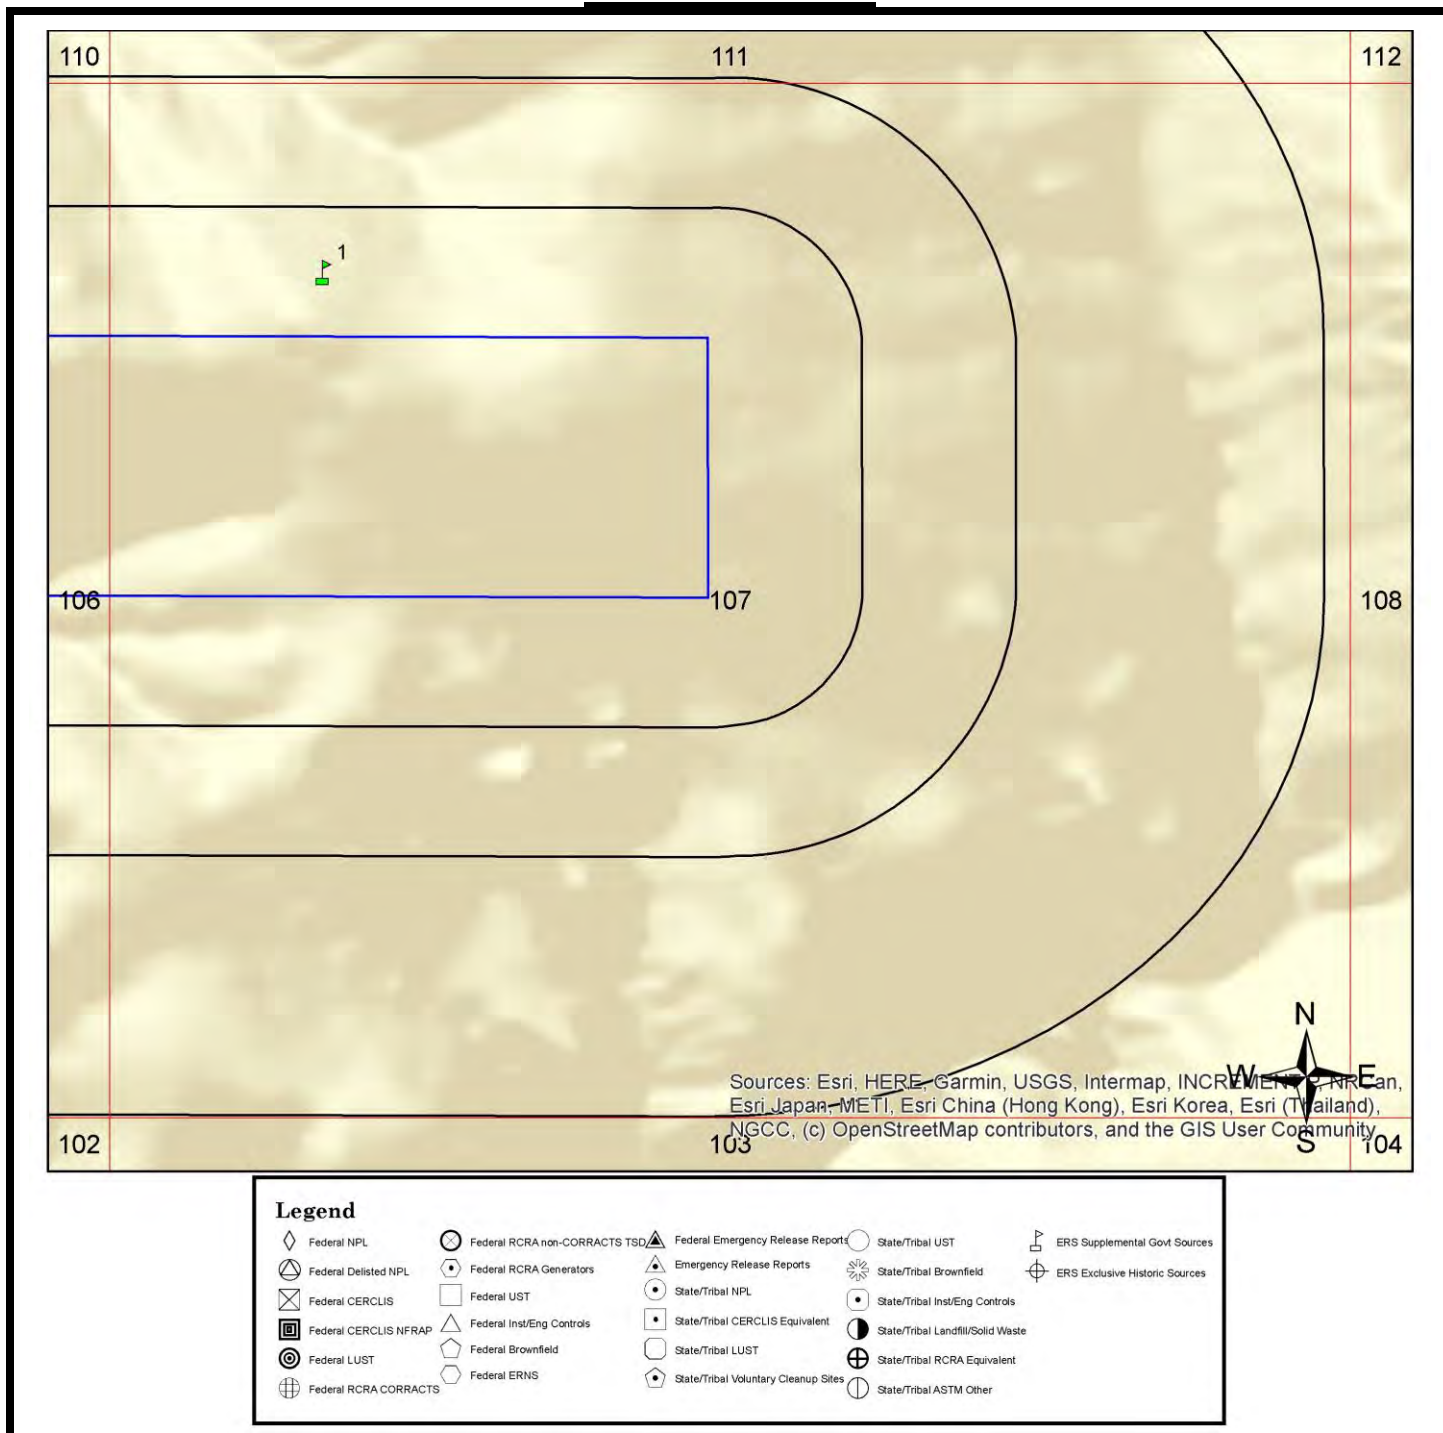 110 111 112
1
106 107 108
N
W E
S
Sources: Esri, HERE, Garmin, USGS, Intermap, INCREMENT P, NRCan,
Esri Japan, METI, Esri China (Hong Kong), Esri Korea, Esri (Thailand),
NGCC, (c) OpenStreetMap contributors, and the GIS User Community
102 103 104
Legend
Federal NPL
Federal Delisted NPL
Federal CERCLIS
Federal CERCLIS NFRAP
Federal LUST
Federal RCRA CORRACTS
Federal RCRA non-CORRACTS TSD
Federal RCRA Generators
Federal UST
Federal Inst/Eng Controls
Federal Brownfield
Federal ERNS
Federal Emergency Release Reports
Emergency Release Reports
State/Tribal NPL
State/Tribal CERCLIS Equivalent
State/Tribal LUST
State/Tribal Voluntary Cleanup Sites
State/Tribal UST
State/Tribal Brownfield
State/Tribal Inst/Eng Controls
State/Tribal Landfill/Solid Waste
State/Tribal RCRA Equivalent
State/Tribal ASTM Other
ERS Supplemental Govt Sources
ERS Exclusive Historic Sources